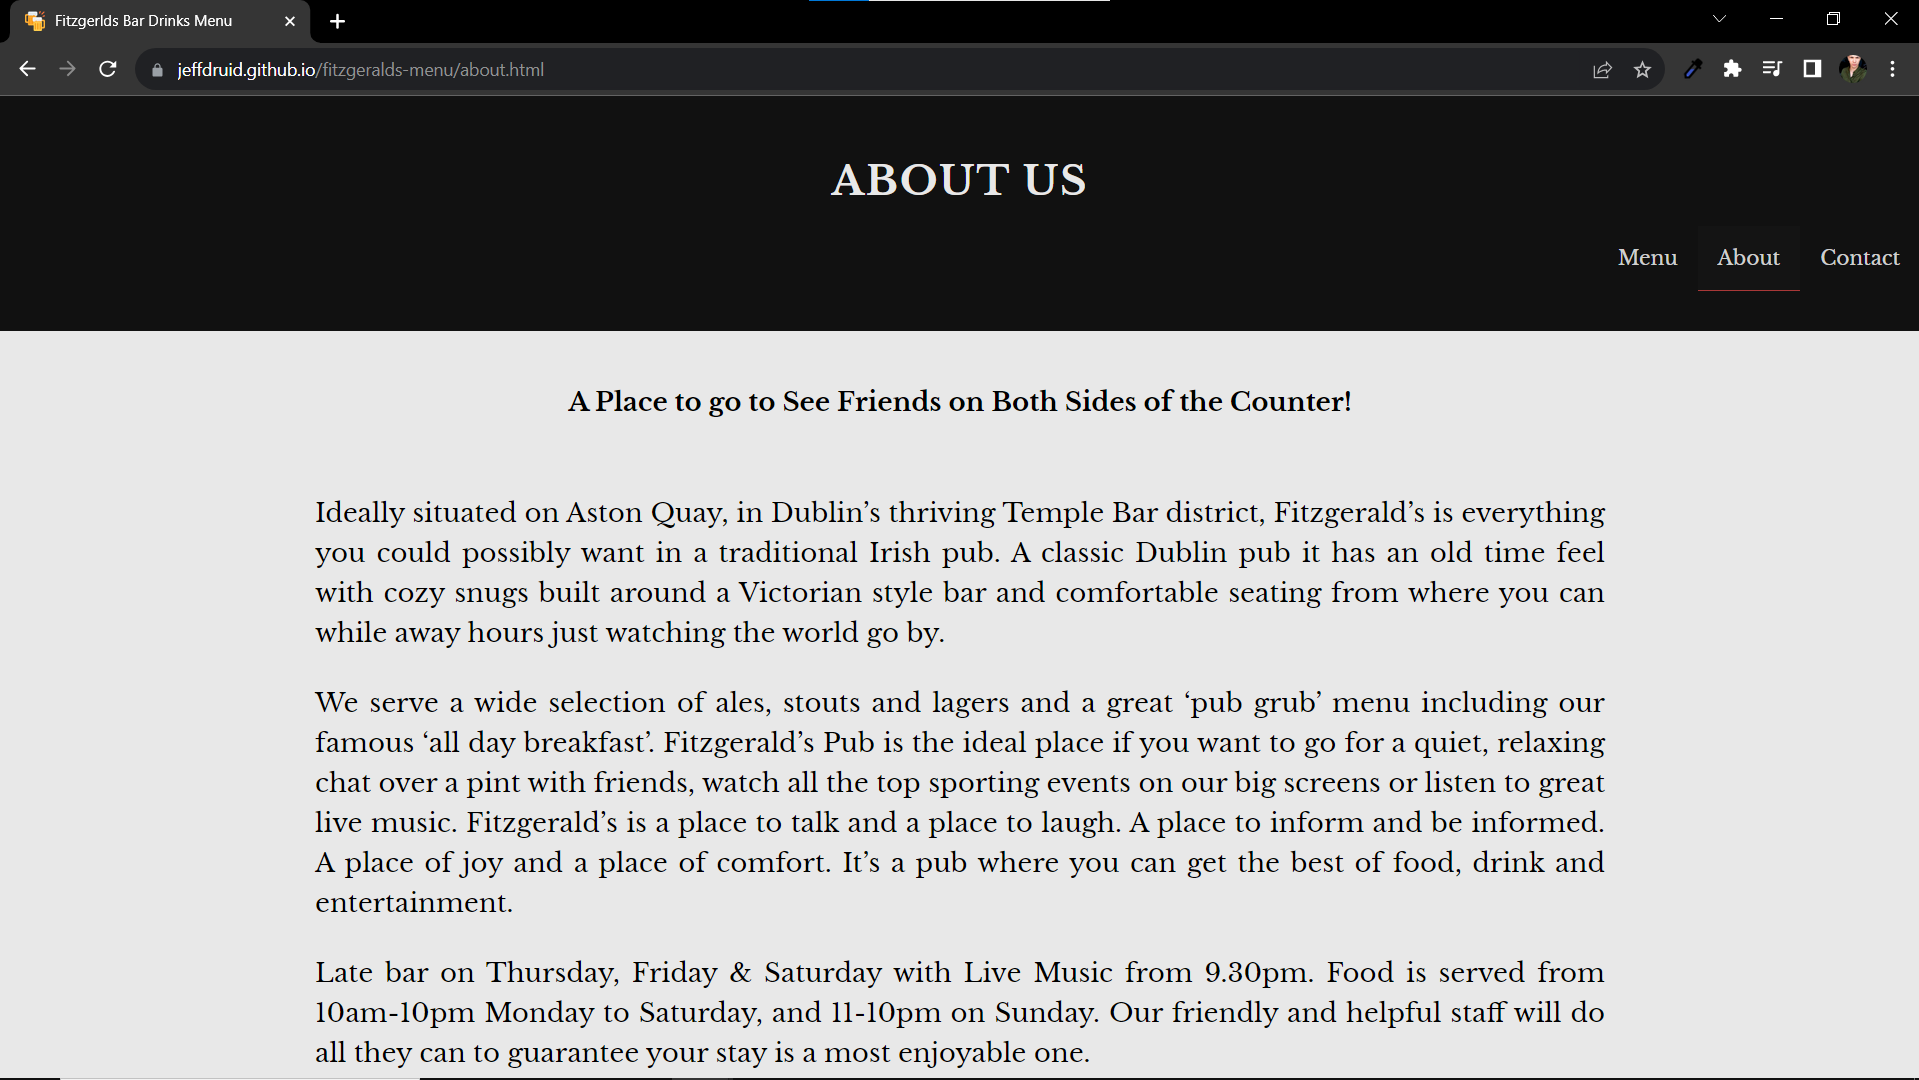 Fitzgerlds Bar Drinks Menu
jeffdruid.github.io/fitzgeralds-menu/about.html
ABOUT US
Menu About Contact
A Place to go to See Friends on Both Sides of the Counter!
Ideally situated on Aston Quay, in Dublin’s thriving Temple Bar district, Fitzgerald’s is everything
you could possibly want in a traditional Irish pub. A classic Dublin pub it has an old time feel
with cozy snugs built around a Victorian style bar and comfortable seating from where you can
while away hours just watching the world go by.
We serve a wide selection of ales, stouts and lagers and a great ‘pub grub’ menu including our
famous ‘all day breakfast’. Fitzgerald’s Pub is the ideal place if you want to go for a quiet, relaxing
chat over a pint with friends, watch all the top sporting events on our big screens or listen to great
live music. Fitzgerald’s is a place to talk and a place to laugh. A place to inform and be informed.
A place of joy and a place of comfort. It’s a pub where you can get the best of food, drink and
entertainment.
Late bar on Thursday, Friday & Saturday with Live Music from 9.30pm. Food is served from
10am-10pm Monday to Saturday, and 11-10pm on Sunday. Our friendly and helpful staff will do
all they can to guarantee your stay is a most enjoyable one.